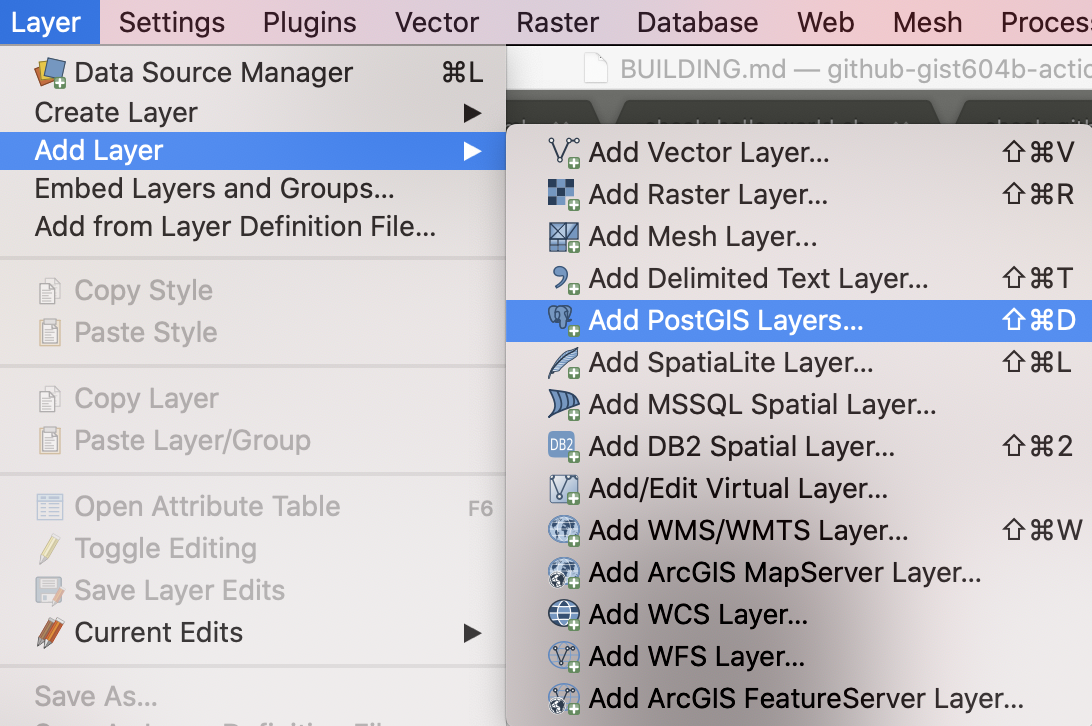 Layer Settings Plugins Vector Raster Database Web Mesh Process
BUILDING.md — github-gist604b-actio
Data Source Manager ⌘L
Create Layer ▶
Add Layer ▶
Embed Layers and Groups...
Add from Layer Definition File...
Copy Style
Paste Style
Copy Layer
Paste Layer/Group
Open Attribute Table F6
Toggle Editing
Save Layer Edits
Current Edits ▶
Save As...
Add Vector Layer... ⇧⌘V
Add Raster Layer... ⇧⌘R
Add Mesh Layer...
Add Delimited Text Layer... ⇧⌘T
Add PostGIS Layers... ⇧⌘D
Add SpatiaLite Layer... ⇧⌘L
Add MSSQL Spatial Layer...
DB2 Add DB2 Spatial Layer... ⇧⌘2
Add/Edit Virtual Layer...
Add WMS/WMTS Layer... ⇧⌘W
Add ArcGIS MapServer Layer...
Add WCS Layer...
Add WFS Layer...
Add ArcGIS FeatureServer Layer...